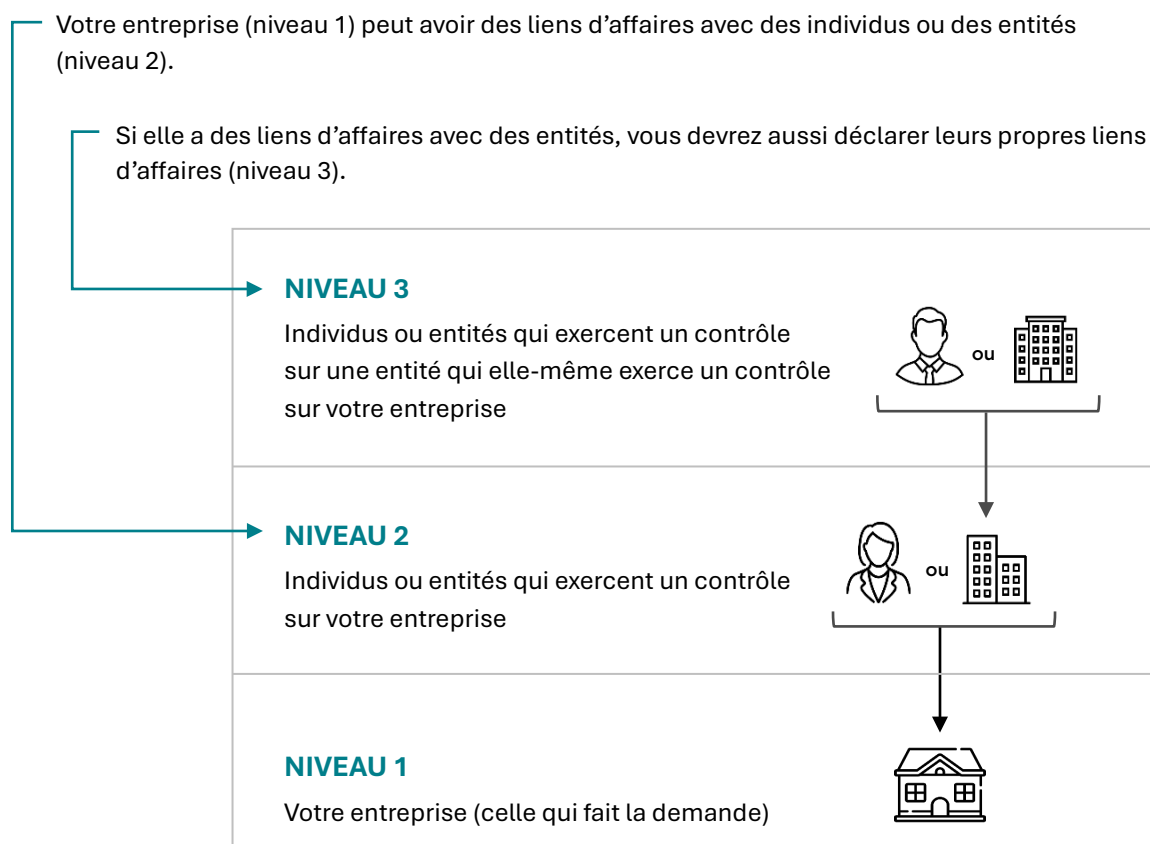 Votre entreprise (niveau 1) peut avoir des liens d’affaires avec des individus ou des entités
(niveau 2).
Si elle a des liens d’affaires avec des entités, vous devrez aussi déclarer leurs propres liens
d’affaires (niveau 3).
NIVEAU 3
Individus ou entités qui exercent un contrôle
sur une entité qui elle-même exerce un contrôle
sur votre entreprise
ou
NIVEAU 2
Individus ou entités qui exercent un contrôle
sur votre entreprise
ou
NIVEAU 1
Votre entreprise (celle qui fait la demande)